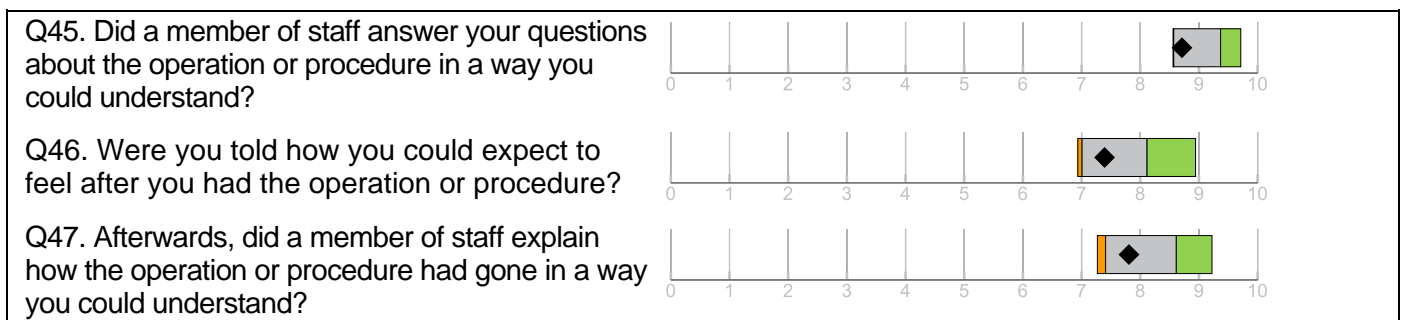 Q45. Did a member of staff answer your questions
about the operation or procedure in a way you
could understand?
0 1 2 3 4 5 6 7 8 9 10
Q46. Were you told how you could expect to
feel after you had the operation or procedure?
0 1 2 3 4 5 6 7 8 9 10
Q47. Afterwards, did a member of staff explain
how the operation or procedure had gone in a way
you could understand?
0 1 2 3 4 5 6 7 8 9 10